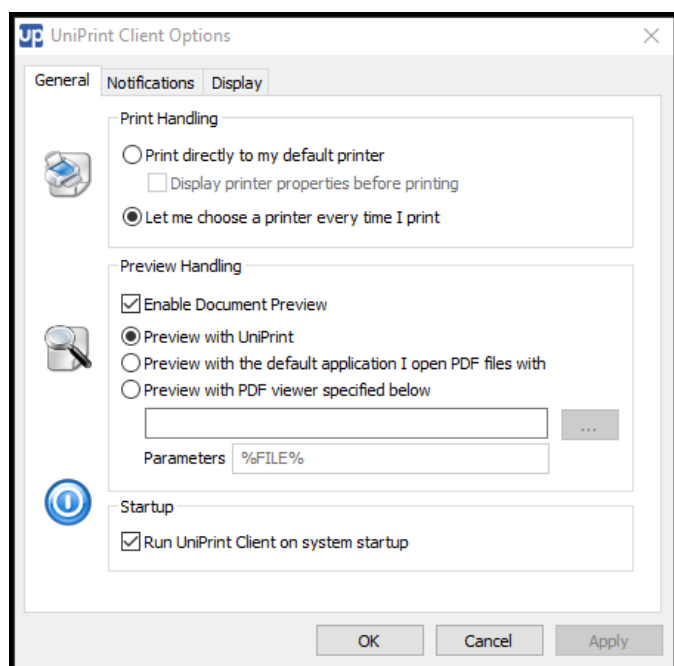 up UniPrint Client Options
General Notifications Display
Print Handling
Print directly to my default printer
Display printer properties before printing
Let me choose a printer every time I print
Preview Handling
Enable Document Preview
Preview with UniPrint
Preview with the default application I open PDF files with
Preview with PDF viewer specified below
...
Parameters %FILE%
Startup
Run UniPrint Client on system startup
OK Cancel Apply